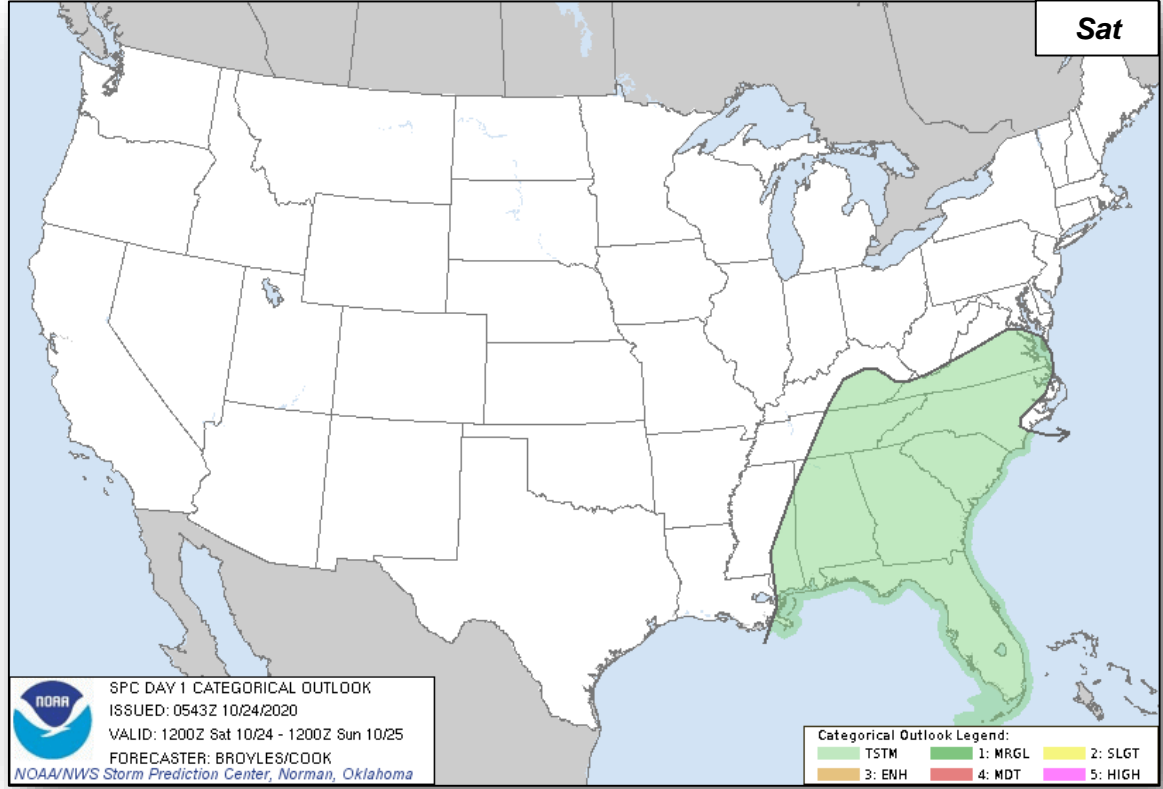 Sat
NOAA
SPC DAY 1 CATEGORICAL OUTLOOK
ISSUED: 0543Z 10/24/2020
VALID: 1200Z Sat 10/24 - 1200Z Sun 10/25
FORECASTER: BROYLES/COOK
NOAA/NWS Storm Prediction Center, Norman, Oklahoma
Categorical Outlook Legend:
TSTM 1: MRGL 2: SLGT
3: ENH 4: MDT 5: HIGH